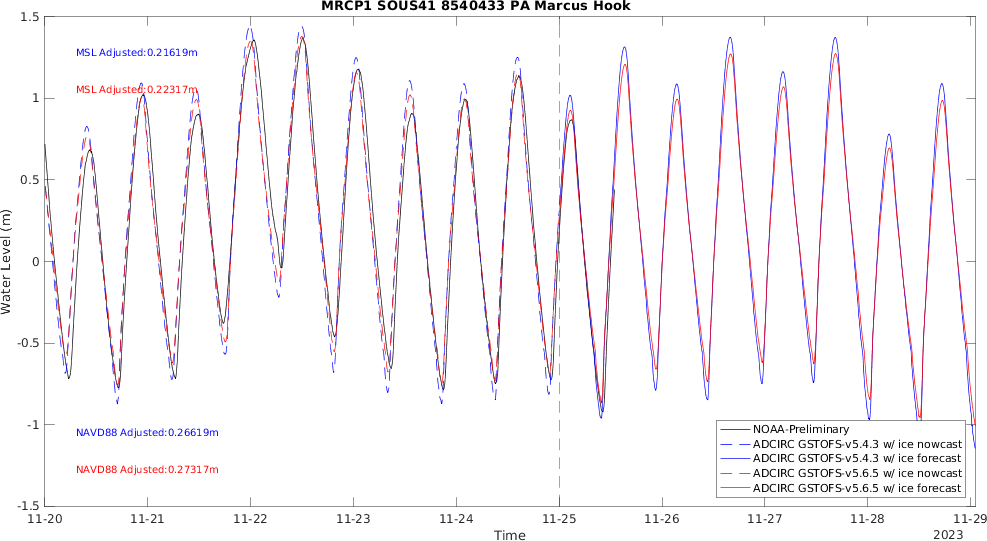 MRCP1 SOUS41 8540433 PA Marcus Hook
1.5
1
0.5
0
-0.5
-1
-1.5
Water Level (m)
MSL Adjusted:0.21619m
MSL Adjusted:0.22317m
NAVD88 Adjusted:0.26619m
NAVD88 Adjusted:0.27317m
NOAA-Preliminary
ADCIRC GSTOFS-v5.4.3 w/ ice nowcast
ADCIRC GSTOFS-v5.4.3 w/ ice forecast
ADCIRC GSTOFS-v5.6.5 w/ ice nowcast
ADCIRC GSTOFS-v5.6.5 w/ ice forecast
11-20 11-21 11-22 11-23 11-24 11-25 11-26 11-27 11-28 11-29
Time
2023